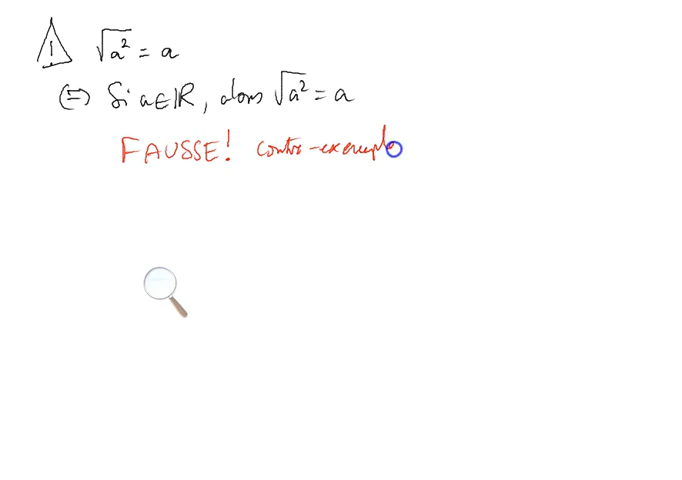 ! √a² = a
(=) Si a∈ℝ, alors √a² = a
FAUSSE! contre-exemple